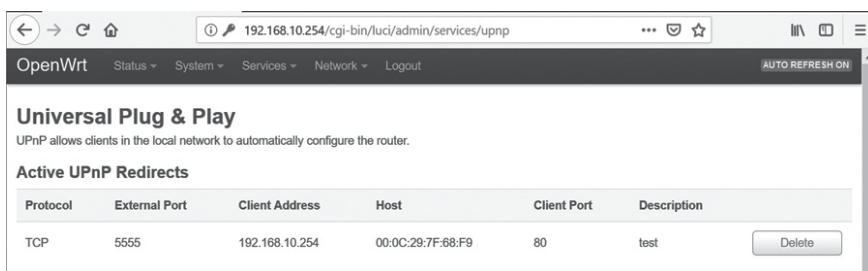 192.168.10.254/cgi-bin/luci/admin/services/upnp
OpenWrt Status System Services Network Logout AUTO REFRESH ON
Universal Plug & Play
UPnP allows clients in the local network to automatically configure the router.
Active UPnP Redirects
Protocol External Port Client Address Host Client Port Description
TCP 5555 192.168.10.254 00:0C:29:7F:68:F9 80 test Delete